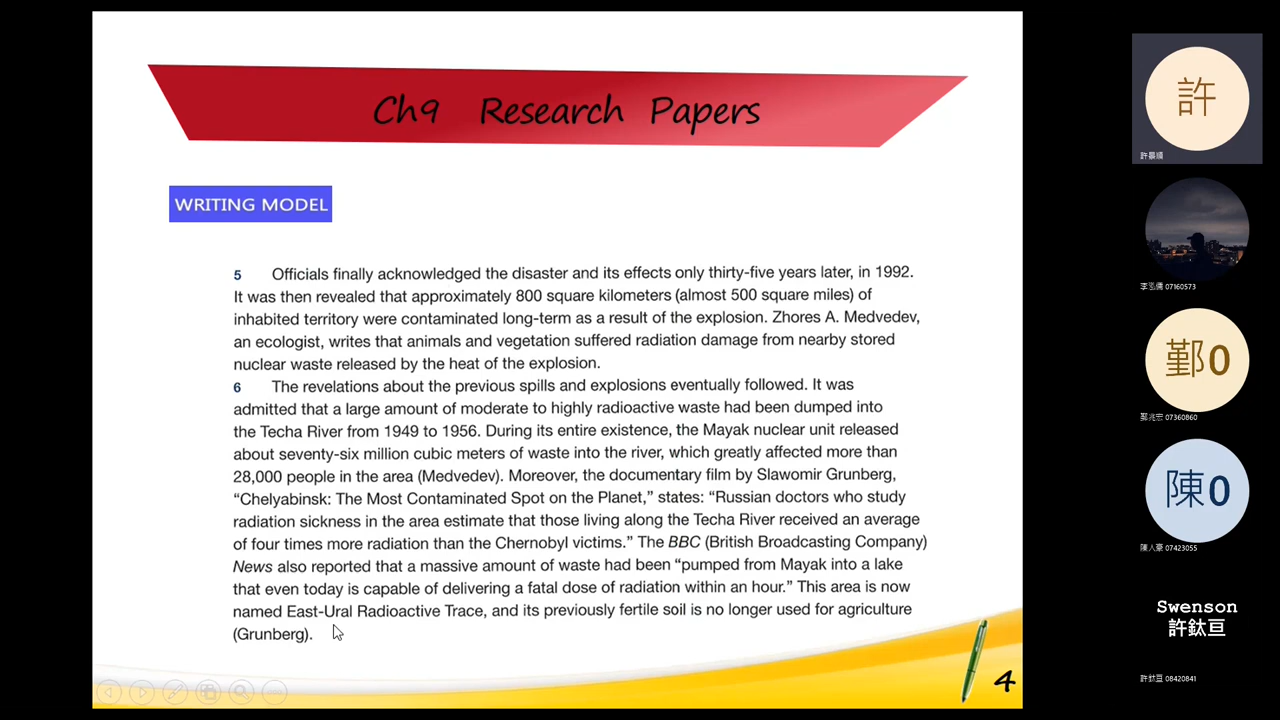 Ch9 Research Papers
WRITING MODEL
5 Officials finally acknowledged the disaster and its effects only thirty-five years later, in 1992.
It was then revealed that approximately 800 square kilometers (almost 500 square miles) of
inhabited territory were contaminated long-term as a result of the explosion. Zhores A. Medvedev,
an ecologist, writes that animals and vegetation suffered radiation damage from nearby stored
nuclear waste released by the heat of the explosion.
6 The revelations about the previous spills and explosions eventually followed. It was
admitted that a large amount of moderate to highly radioactive waste had been dumped into
the Techa River from 1949 to 1956. During its entire existence, the Mayak nuclear unit released
about seventy-six million cubic meters of waste into the river, which greatly affected more than
28,000 people in the area (Medvedev). Moreover, the documentary film by Slawomir Grunberg,
“Chelyabinsk: The Most Contaminated Spot on the Planet,” states: “Russian doctors who study
radiation sickness in the area estimate that those living along the Techa River received an average
of four times more radiation than the Chernobyl victims.” The BBC (British Broadcasting Company)
News also reported that a massive amount of waste had been “pumped from Mayak into a lake
that even today is capable of delivering a fatal dose of radiation within an hour.” This area is now
named East-Ural Radioactive Trace, and its previously fertile soil is no longer used for agriculture
(Grunberg).
4
許
07160573
鄞0
07360860
陳0
07423055
Swenson
許鈦亘
許鈦亘 08420841